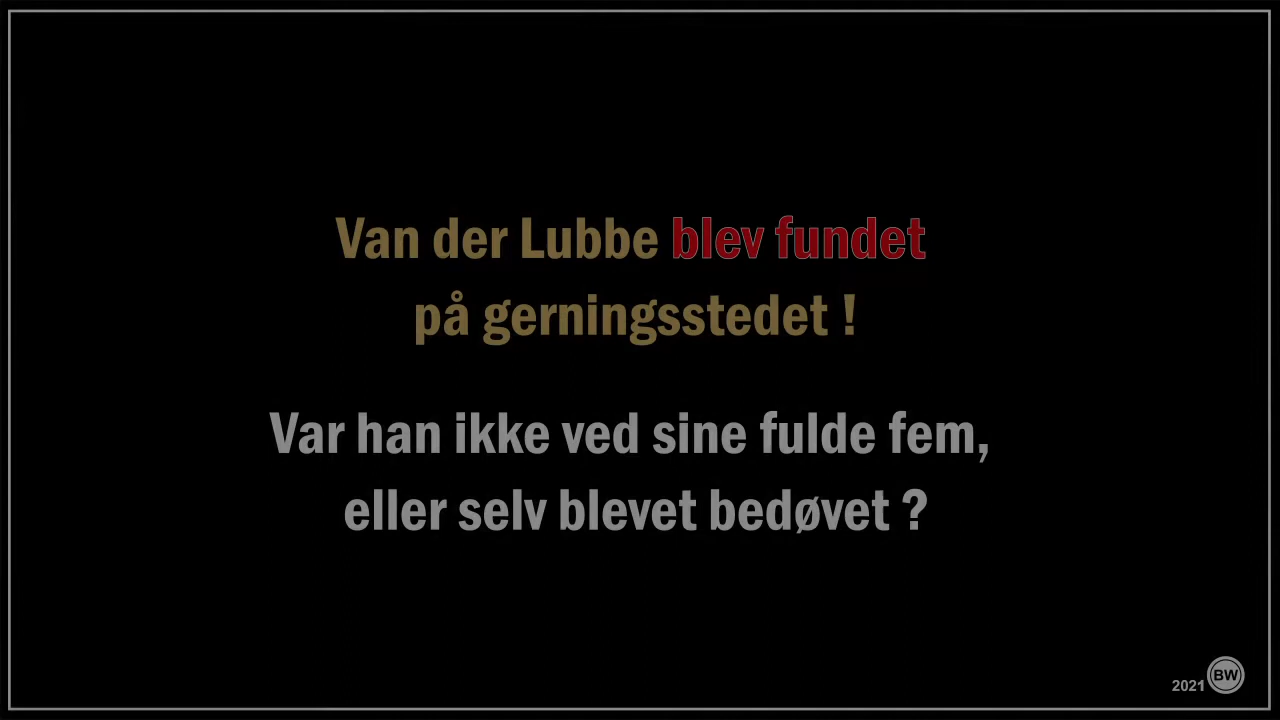 Van der Lubbe blev fundet
på gerningsstedet !
Var han ikke ved sine fulde fem,
eller selv blevet bedøvet ?
2021 BW